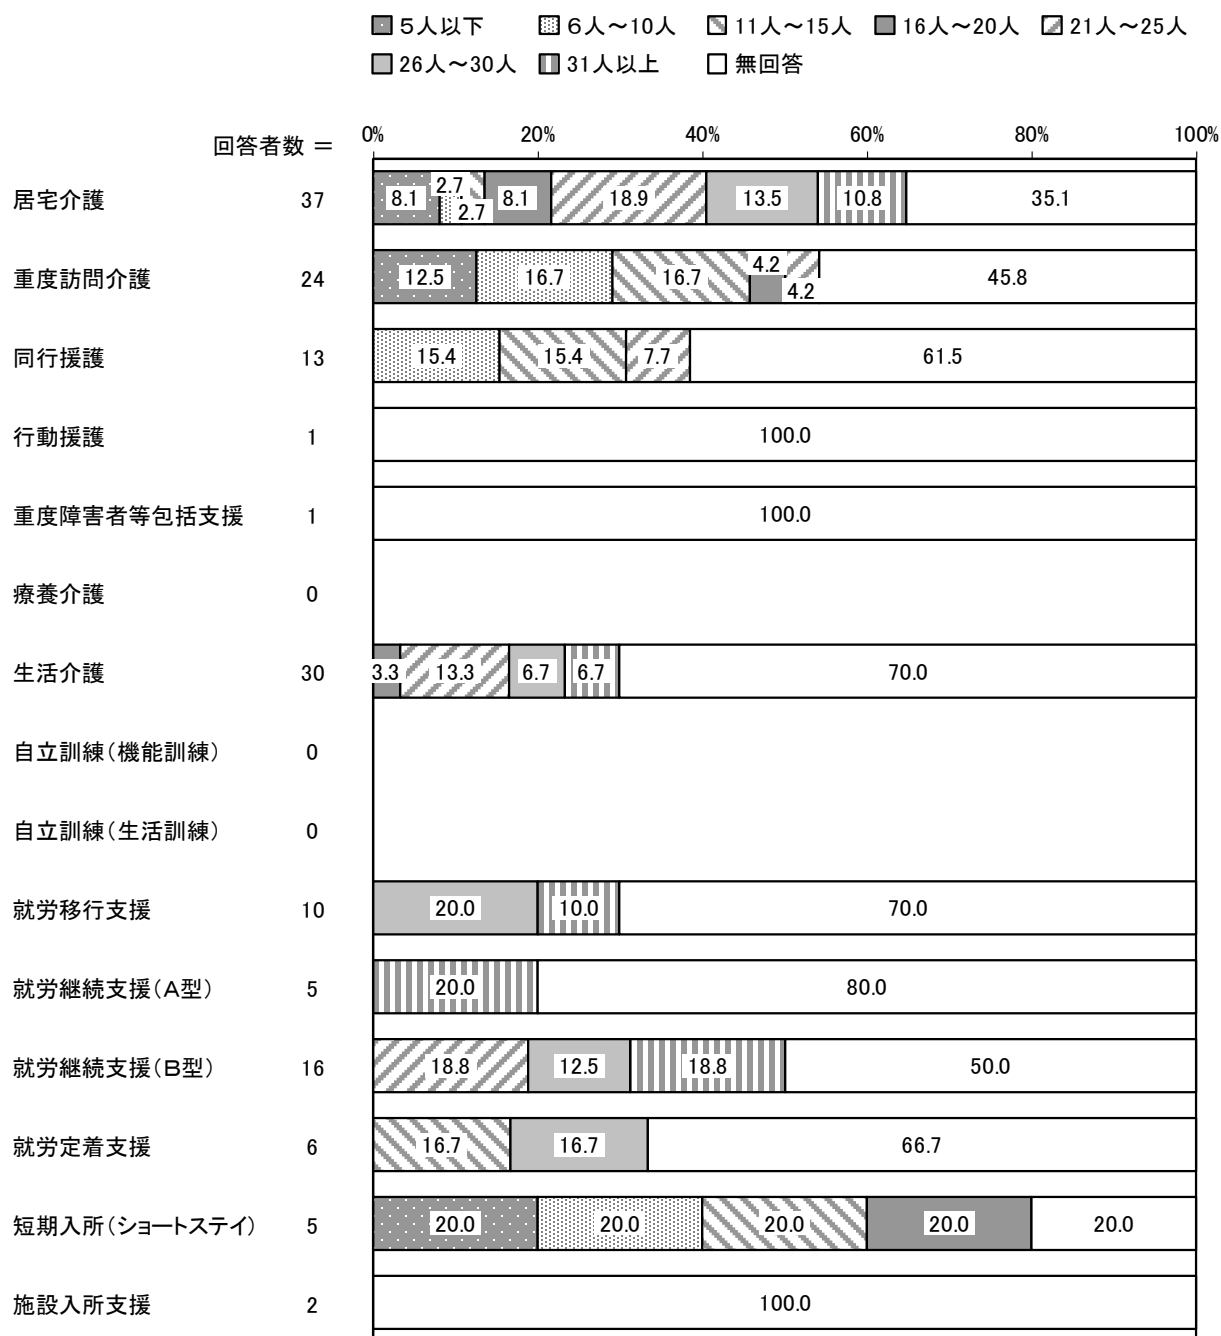 ５人以下 ６人～10人 11人～15人 16人～20人 21人～25人
26人～30人 31人以上 無回答
回答者数 ＝ 0% 20% 40% 60% 80% 100%
居宅介護 37 8.1 2.7 2.7 8.1 18.9 13.5 10.8 35.1
重度訪問介護 24 12.5 16.7 16.7 4.2 4.2 45.8
同行援護 13 15.4 15.4 7.7 61.5
行動援護 1 100.0
重度障害者等包括支援 1 100.0
療養介護 0
生活介護 30 3.3 13.3 6.7 6.7 70.0
自立訓練（機能訓練） 0
自立訓練（生活訓練） 0
就労移行支援 10 20.0 10.0 70.0
就労継続支援（Ａ型） 5 20.0 80.0
就労継続支援（Ｂ型） 16 18.8 12.5 18.8 50.0
就労定着支援 6 16.7 16.7 66.7
短期入所（ショートステイ） 5 20.0 20.0 20.0 20.0 20.0
施設入所支援 2 100.0